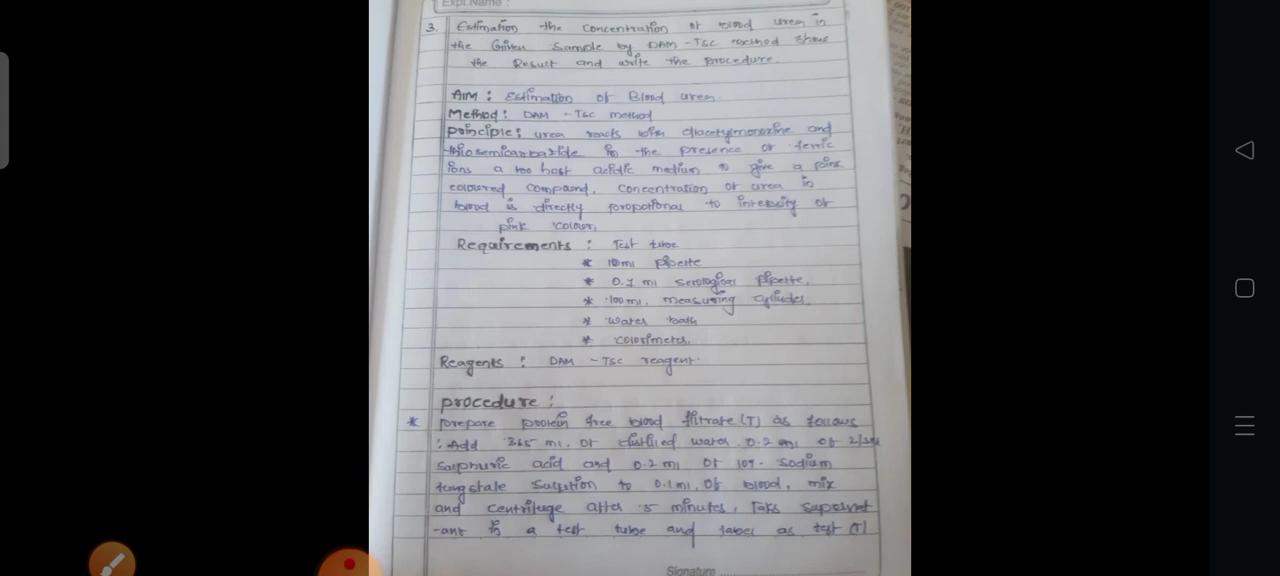 Expt.Name :
3. Estimation the concentration of blood urea in
the Given Sample by DAM-TSC method show
the Result and write the procedure.
AIM : Estimation of Blood urea.
Method : DAM - TSC method
principle : urea reacts with diacetylmonoxime and
thiosemicarbazide in the presence of ferric
ions a too hot acidic medium to give a pink
coloured compound. concentration of urea in
blood is directly proportional to intensity of
pink colour.
Requirements : Test tube
* 10ml pipette
* 0.1 ml serological pipette.
* 100ml. measuring cylinder.
* water bath
* colorimeter.
Reagents : DAM - TSC reagent.
procedure :
* prepare protein free blood filtrate (T) as follows
: Add 3.65 ml. of distilled water. 0.2 ml of 2/3N
Sulphuric acid and 0.2 ml of 10%. Sodium
tungstate Solution to 0.1ml. of blood, mix
and centrifuge after 5 minutes, Take supernat
-ant in a test tube and label as test (T)
Signature